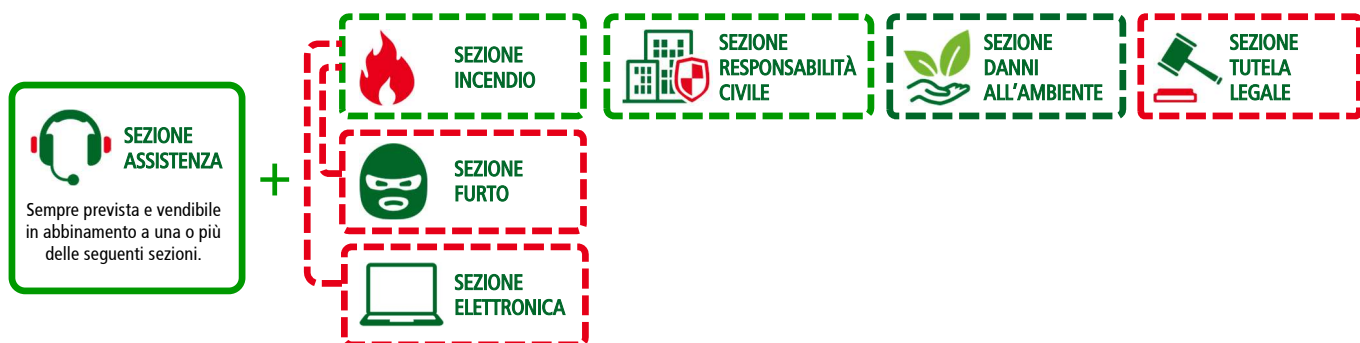 SEZIONE
ASSISTENZA
Sempre prevista e vendibile
in abbinamento a una o più
delle seguenti sezioni.
+
SEZIONE
INCENDIO
SEZIONE
FURTO
SEZIONE
ELETTRONICA
SEZIONE
RESPONSABILITÀ
CIVILE
SEZIONE
DANNI
ALL'AMBIENTE
SEZIONE
TUTELA
LEGALE